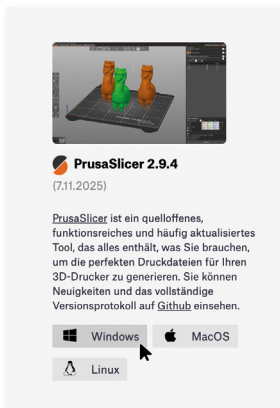 PrusaSlicer 2.9.4
(7.11.2025)
PrusaSlicer ist ein quelloffenes,
funktionsreiches und häufig aktualisiertes
Tool, das alles enthält, was Sie brauchen,
um die perfekten Druckdateien für Ihren
3D-Drucker zu generieren. Sie können
Neuigkeiten und das vollständige
Versionsprotokoll auf Github einsehen.
Windows
MacOS
Linux